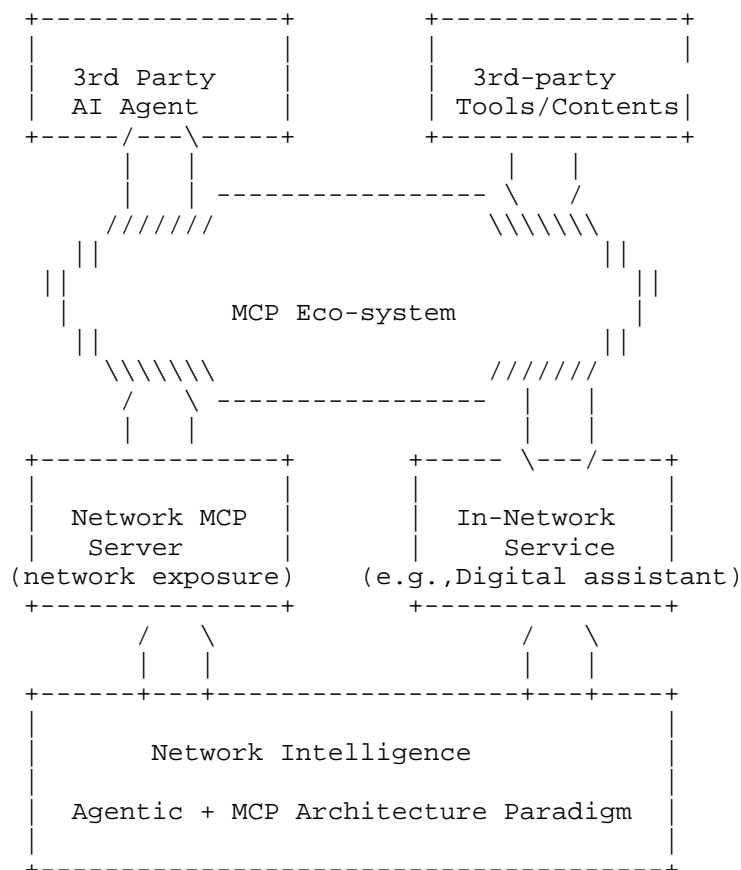 3rd Party
AI Agent
3rd-party
Tools/Contents
MCP Eco-system
Network MCP
Server
(network exposure)
In-Network
Service
(e.g.,Digital assistant)
Network Intelligence
Agentic + MCP Architecture Paradigm